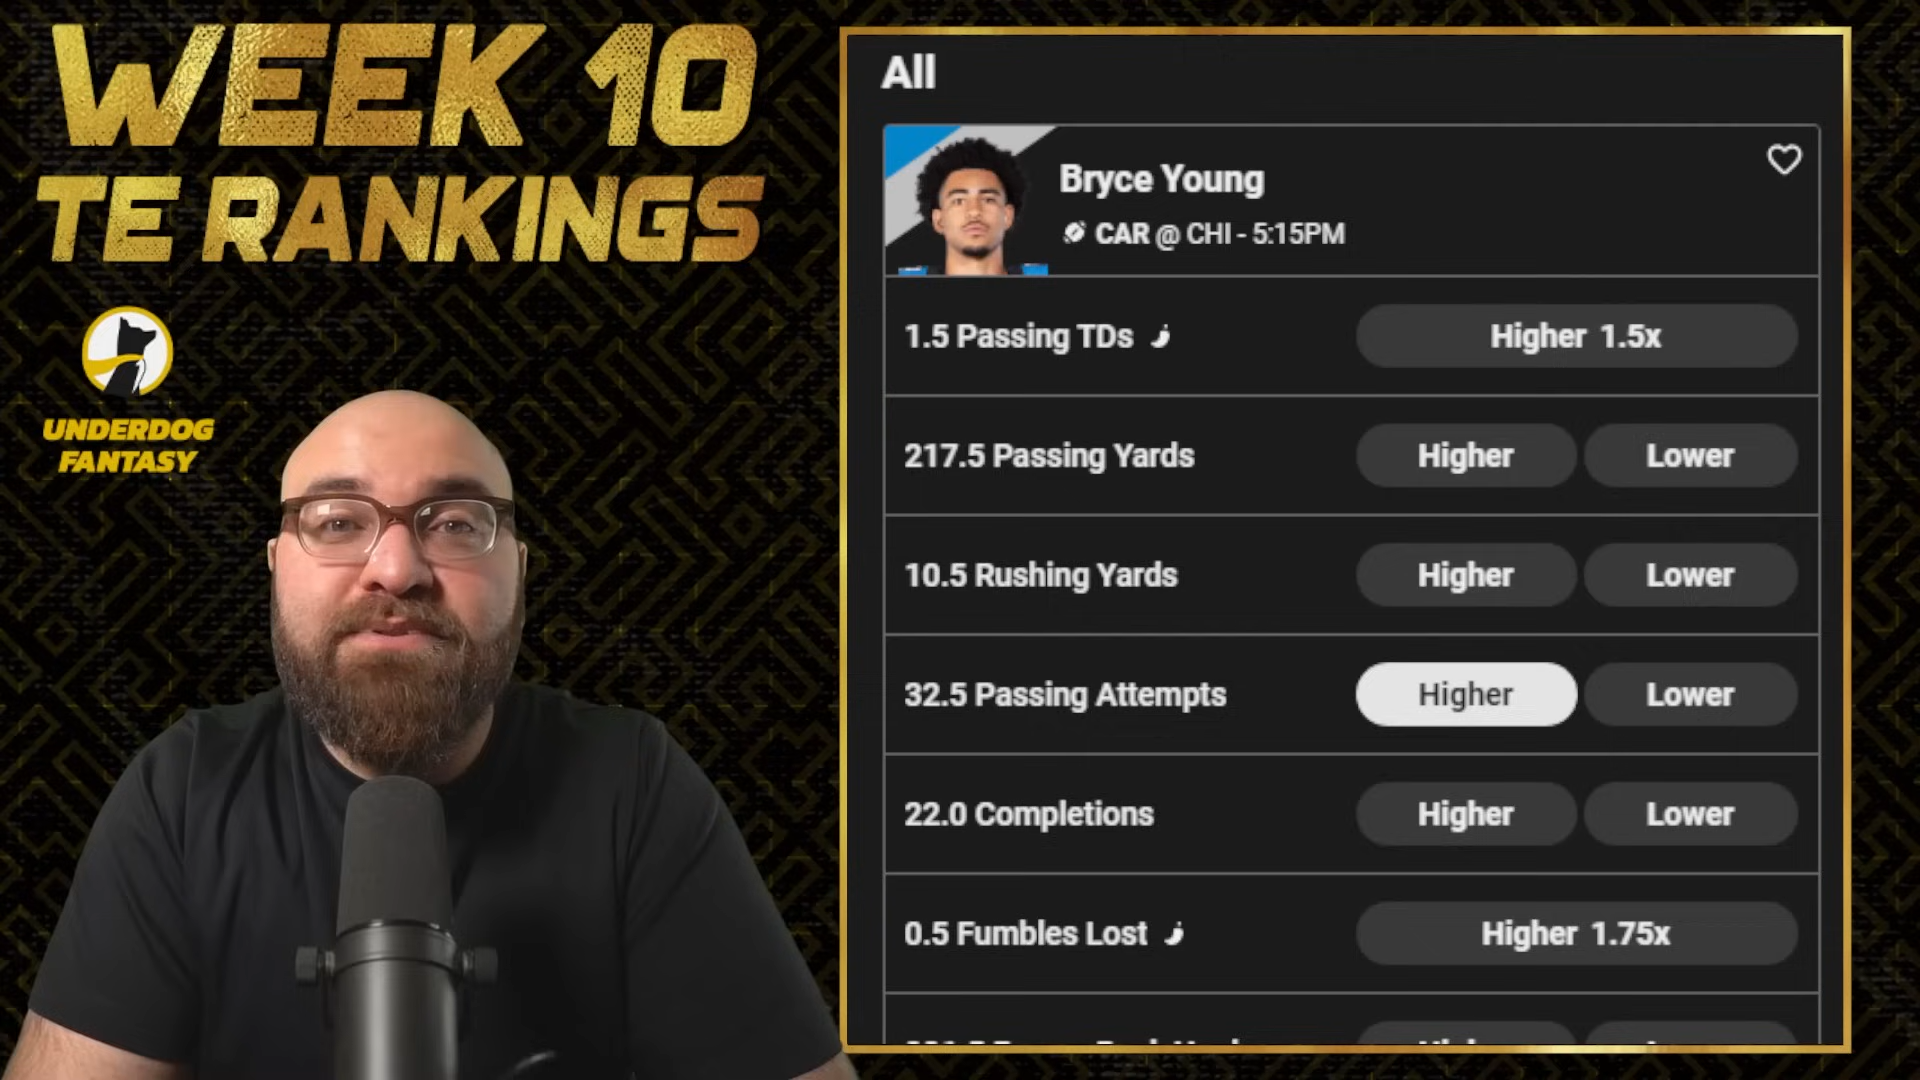 WEEK 10
TE RANKINGS
UNDERDOG
FANTASY
All
Bryce Young
CAR @ CHI - 5:15PM
1.5 Passing TDs
Higher 1.5x
217.5 Passing Yards
Higher
Lower
10.5 Rushing Yards
Higher
Lower
32.5 Passing Attempts
Higher
Lower
22.0 Completions
Higher
Lower
0.5 Fumbles Lost
Higher 1.75x